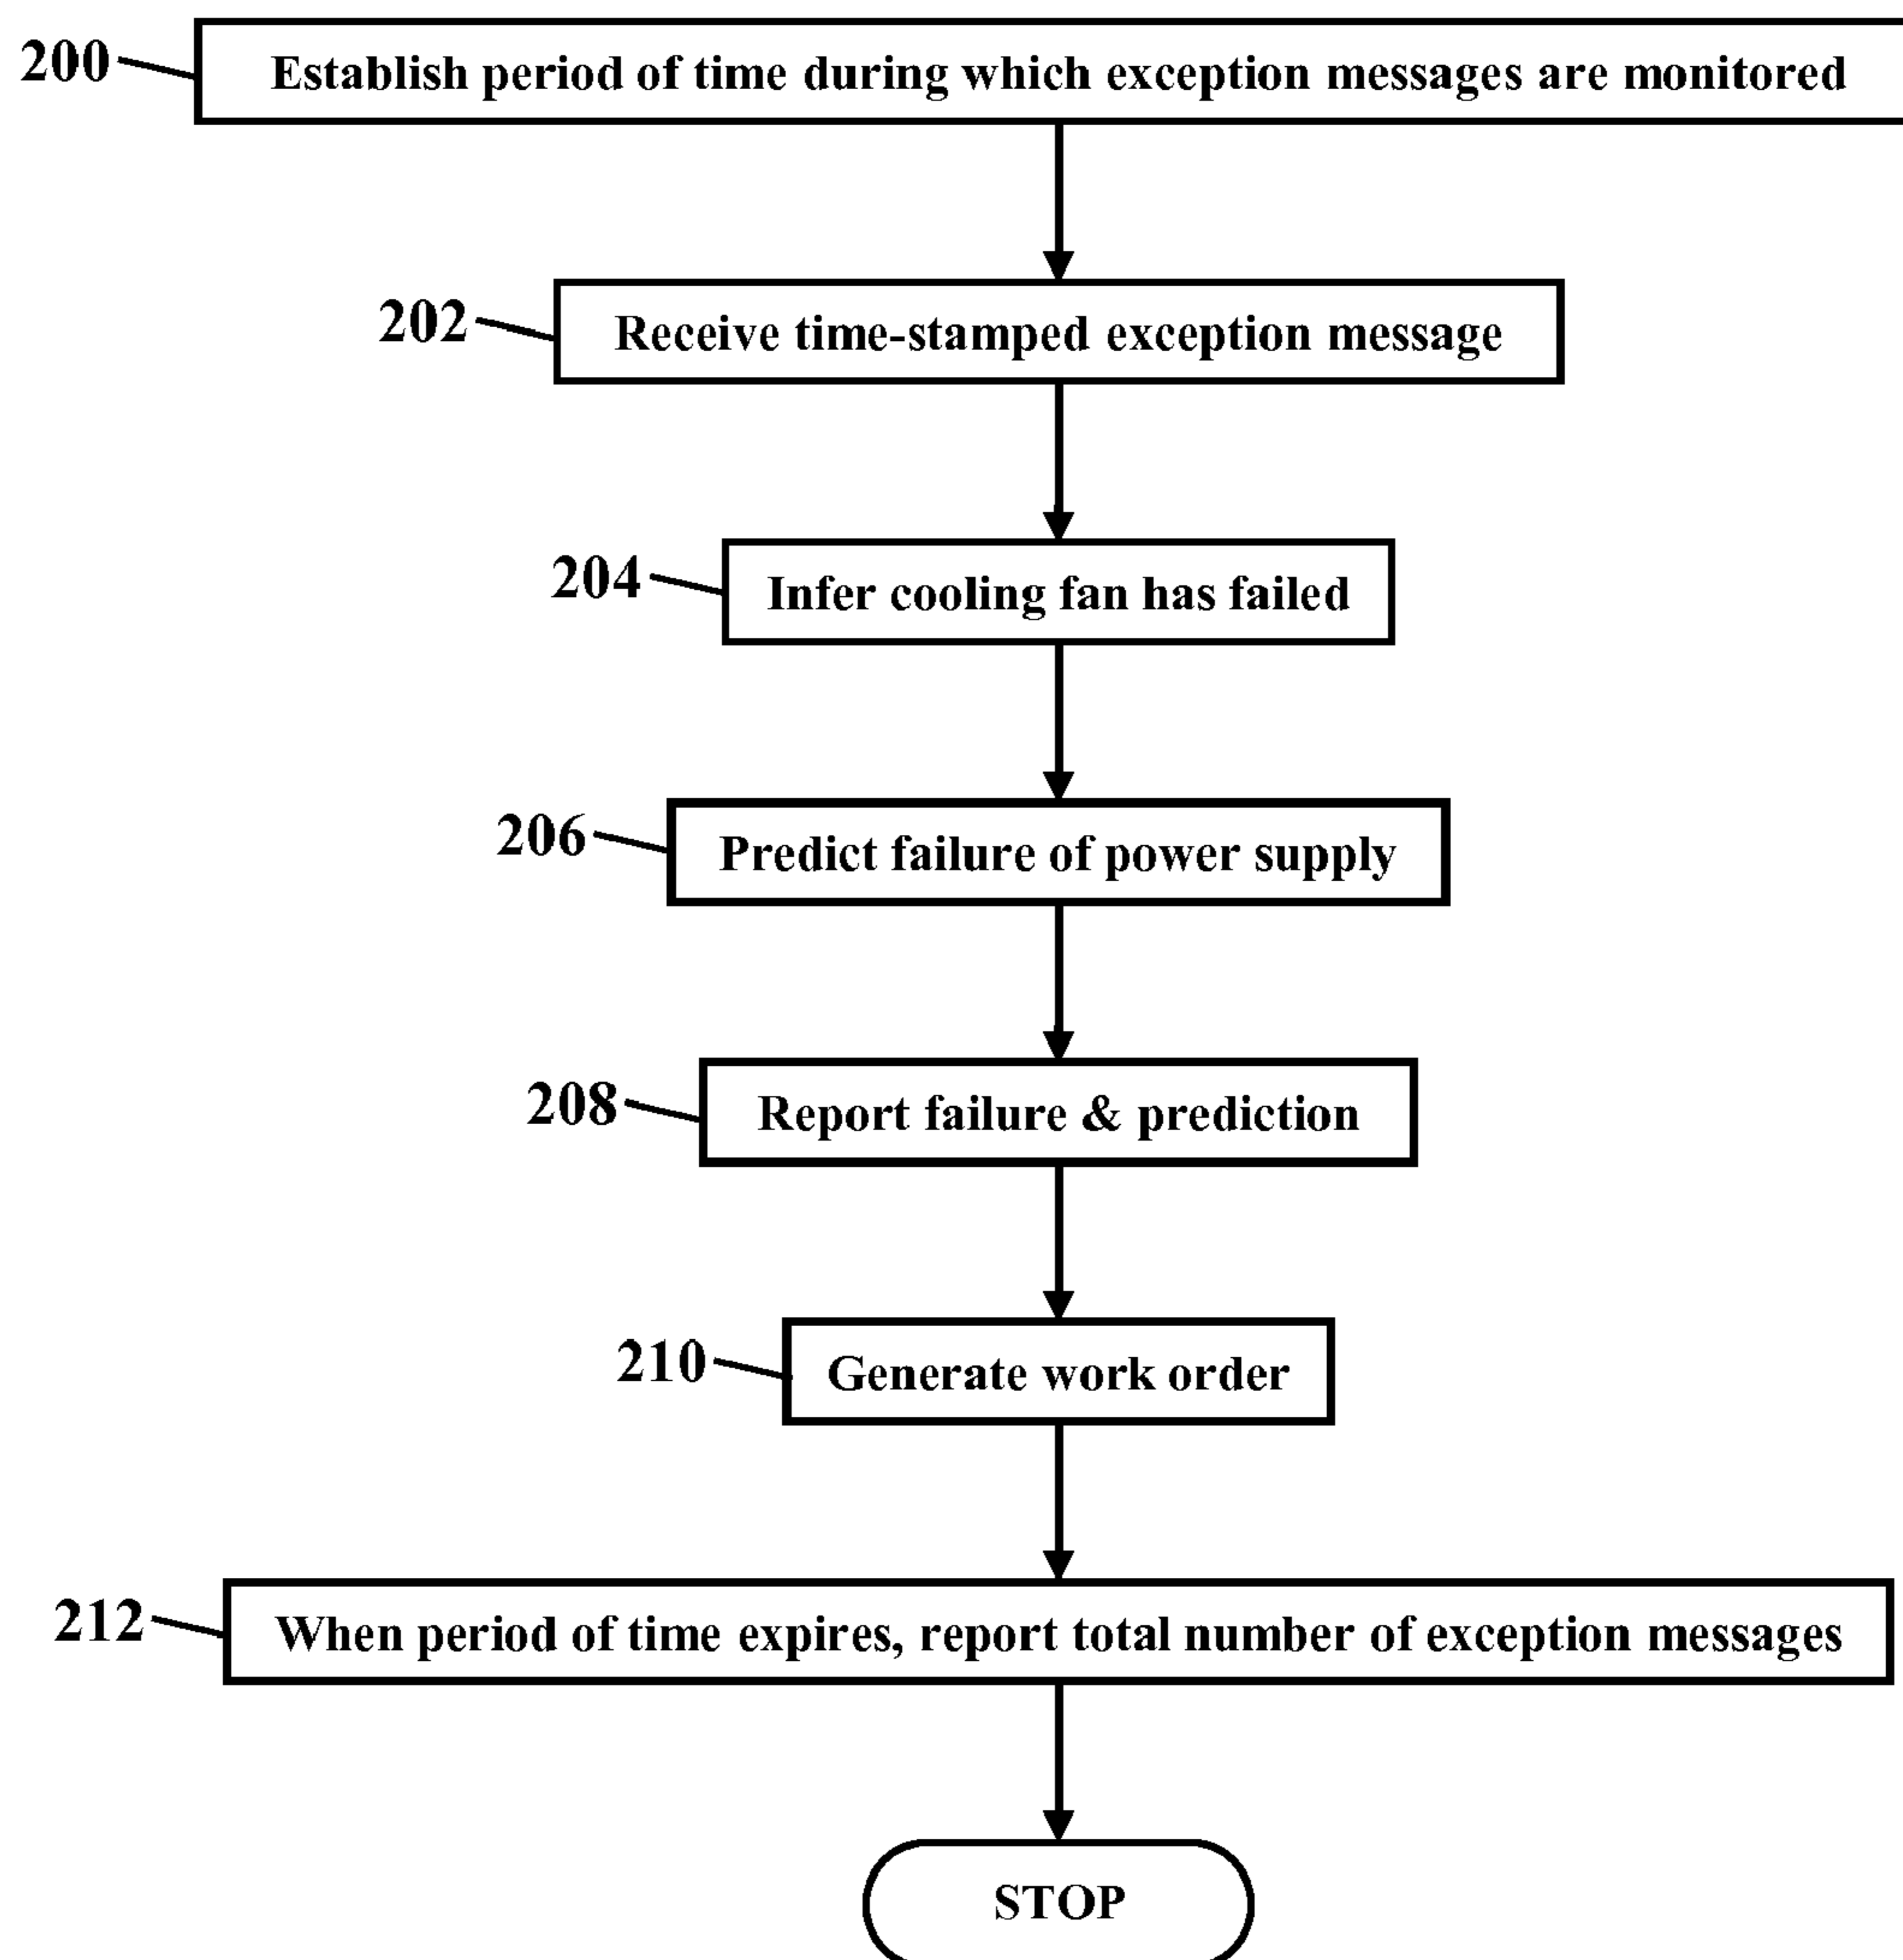 200
Establish period of time during which exception messages are monitored
202
Receive time-stamped exception message
204
Infer cooling fan has failed
206
Predict failure of power supply
208
Report failure & prediction
210
Generate work order
212
When period of time expires, report total number of exception messages
STOP